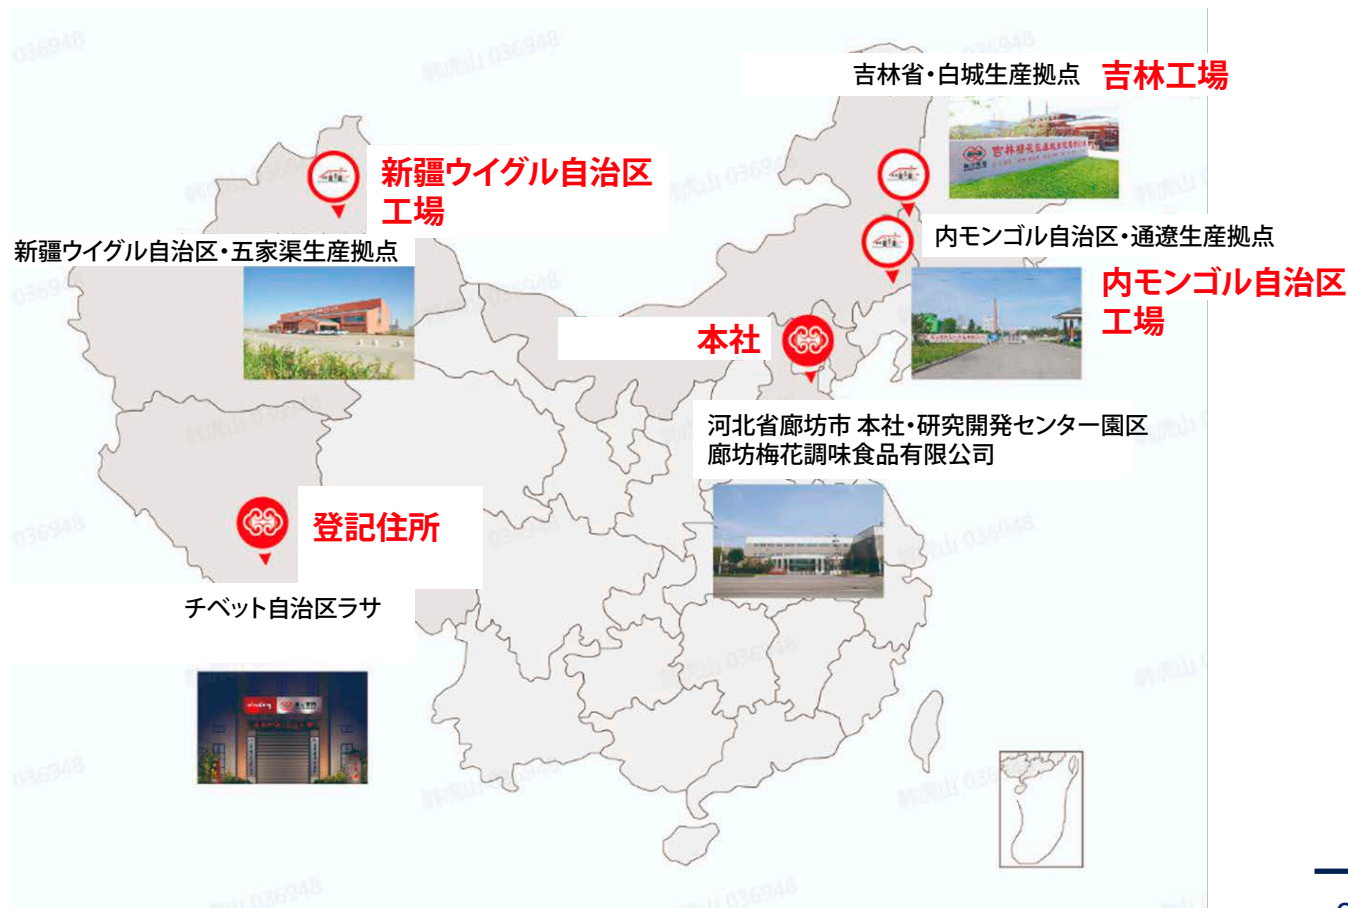 吉林省・白城生産拠点 吉林工場
新疆ウイグル自治区
工場
新疆ウイグル自治区・五家渠生産拠点
内モンゴル自治区・通遼生産拠点
内モンゴル自治区
工場
本社
河北省廊坊市 本社・研究開発センター園区
廊坊梅花調味食品有限公司
登記住所
チベット自治区ラサ
韩虎山 036948